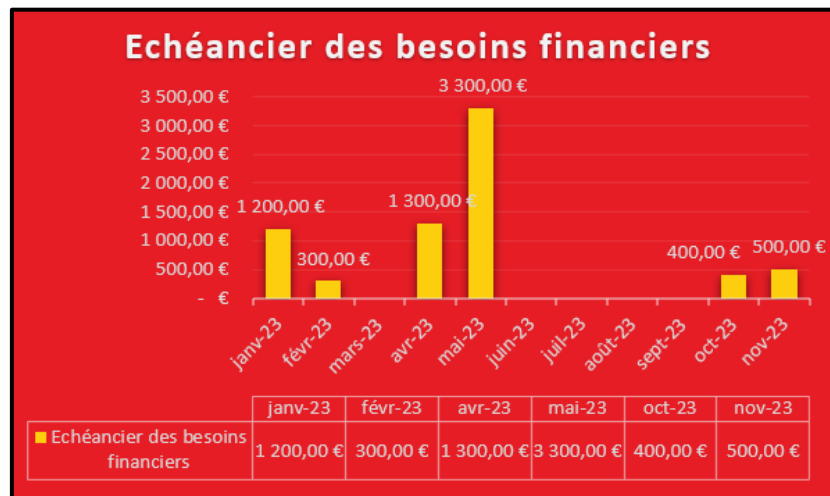 Echéancier des besoins financiers
3 300,00 €
3 500,00 €
3 000,00 €
2 500,00 €
2 000,00 €
1 500,00 €
1 000,00 €
500,00 €
- €
1 200,00 €
300,00 €
1 300,00 €
400,00 €
500,00 €
janv-23
févr-23
mars-23
avr-23
mai-23
juin-23
juil-23
août-23
sept-23
oct-23
nov-23
janv-23 févr-23 avr-23 mai-23 oct-23 nov-23
Echéancier des besoins
financiers
1 200,00 € 300,00 € 1 300,00 € 3 300,00 € 400,00 € 500,00 €